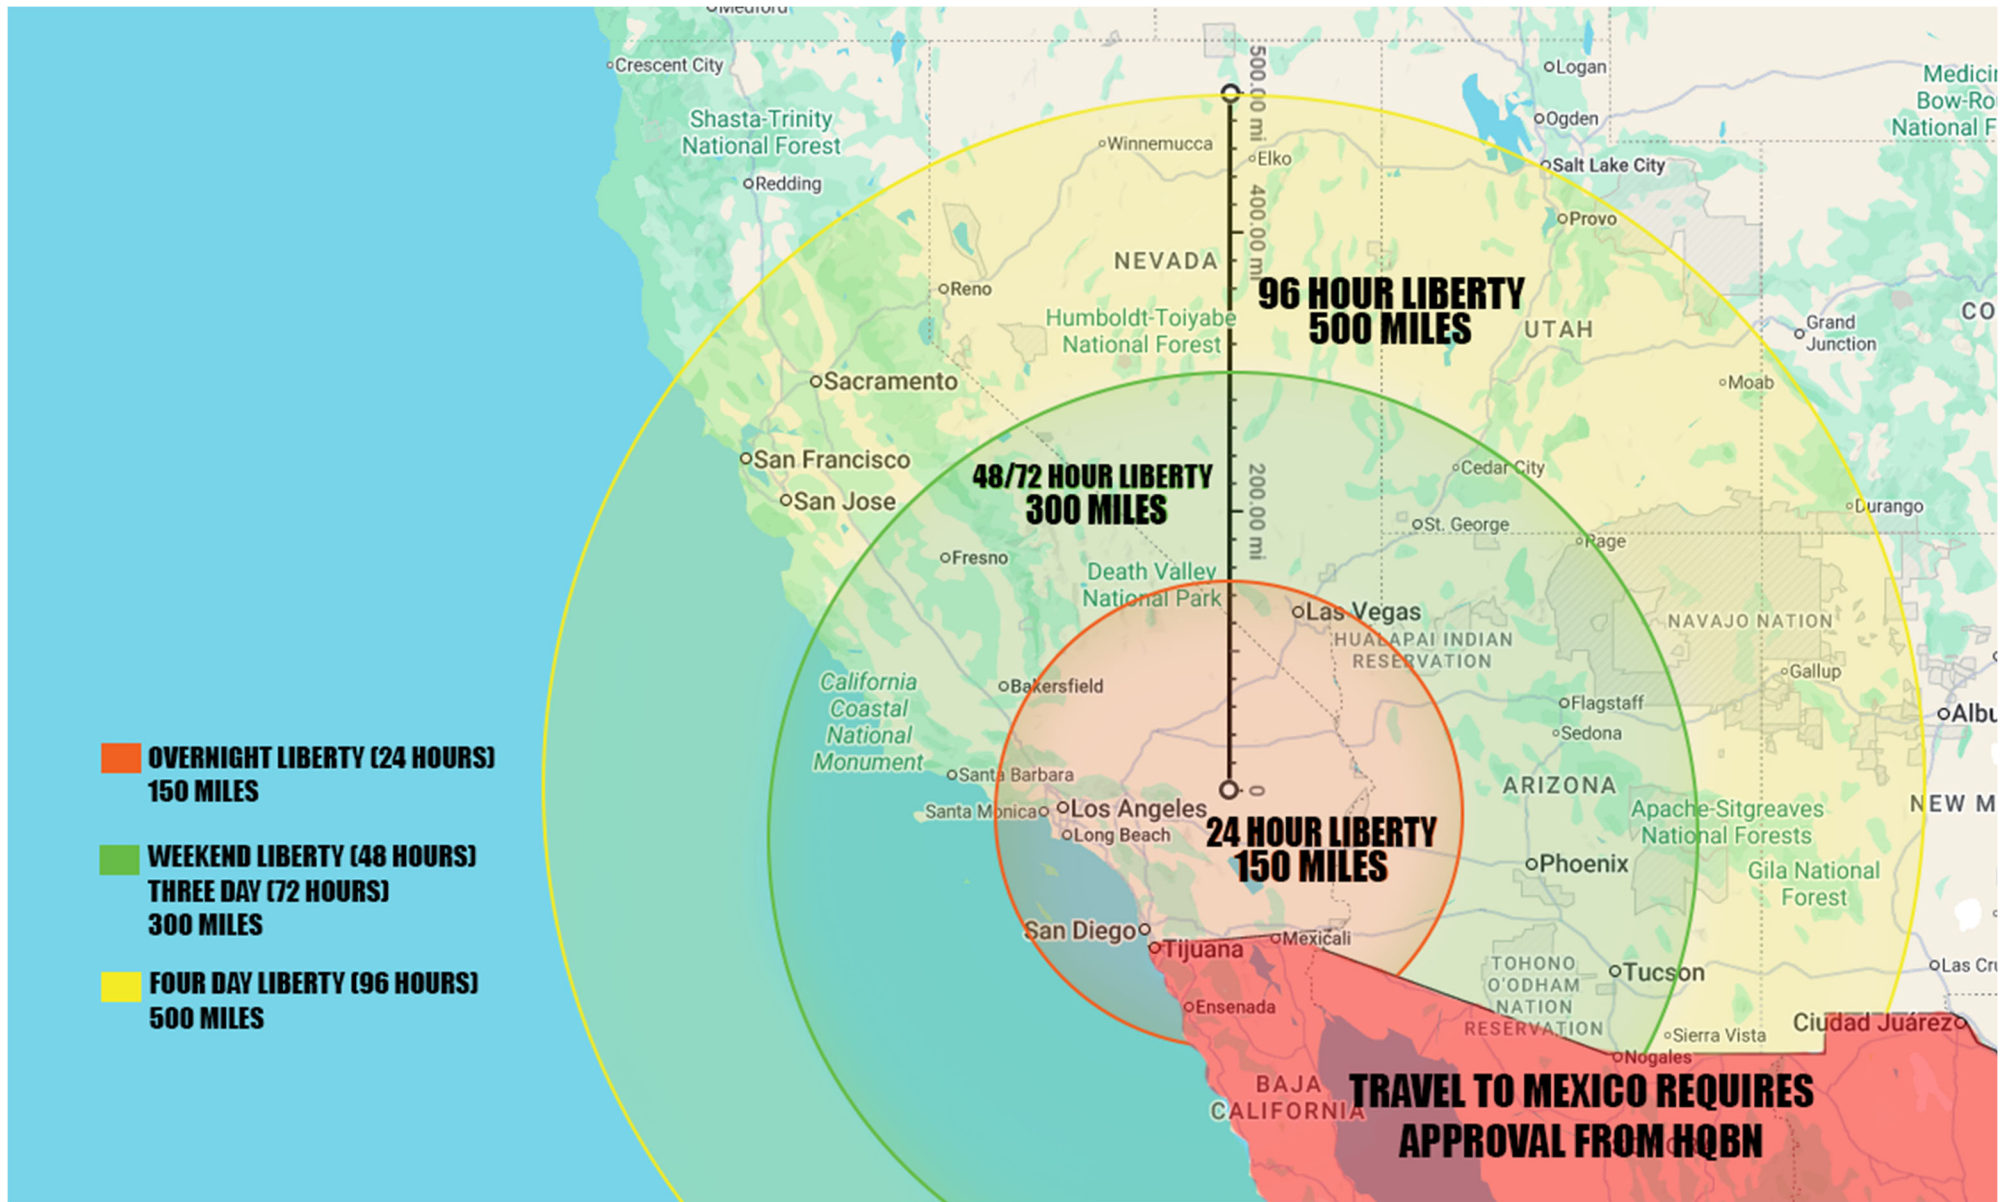 Medford
Crescent City
Logan
Shasta-Trinity
National Forest
Ogden
Winnemucca
Elko
Salt Lake City
Redding
Provo
500.00 mi
400.00 mi
NEVADA
Reno
96 HOUR LIBERTY
500 MILES
Humboldt-Toiyabe
National Forest
UTAH
Grand
Junction
CO
Sacramento
Moab
San Francisco
San Jose
48/72 HOUR LIBERTY
300 MILES
200.00 mi
Cedar City
St. George
Durango
Page
Fresno
Death Valley
National Park
Las Vegas
HUALAPAI INDIAN
RESERVATION
NAVAJO NATION
Gallup
Bakersfield
Flagstaff
Sedona
California
Coastal
National
Monument
Albu
Santa Barbara
Santa Monica
Los Angeles
Long Beach
0
24 HOUR LIBERTY
150 MILES
ARIZONA
Apache-Sitgreaves
National Forests
NEW M
Phoenix
Gila National
Forest
San Diego
Tijuana
Mexicali
Ensenada
TOHONO
O'ODHAM
NATION
RESERVATION
Tucson
Las Cru
Sierra Vista
Ciudad Juárez
Nogales
BAJA
CALIFORNIA
TRAVEL TO MEXICO REQUIRES
APPROVAL FROM HQBN
OVERNIGHT LIBERTY (24 HOURS)
150 MILES
WEEKEND LIBERTY (48 HOURS)
THREE DAY (72 HOURS)
300 MILES
FOUR DAY LIBERTY (96 HOURS)
500 MILES